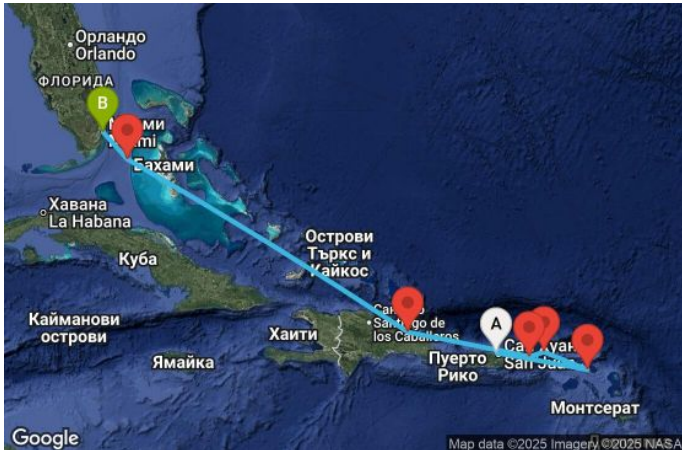 Орландо
Orlando
ФЛОРИДА
B
Бахами
Хавана
La Habana
Куба
Острови
Търкс и
Кайкос
Кайманови
острови
Ямайка
Хаити
Santiago de
los Caballeros
A
Пуерто
Рико
San Juan
Монтсерат
Google
Map data ©2025 Imagery ©2025 NASA